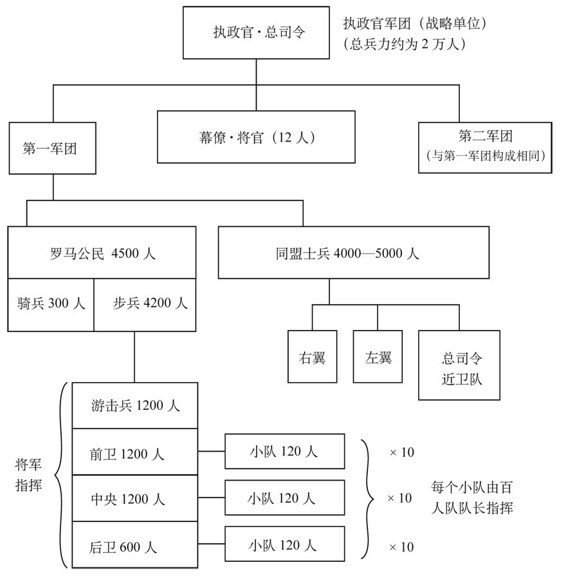 执政官·总司令
执政官军团（战略单位）
（总兵力约为 2 万人）
第一军团
幕僚·将官（12 人）
第二军团
（与第一军团构成相同）
罗马公民 4500 人
同盟士兵 4000—5000 人
骑兵 300 人
步兵 4200 人
右翼
左翼
总司令
近卫队
将军
指挥
游击兵 1200 人
前卫 1200 人
小队 120 人
× 10
中央 1200 人
小队 120 人
× 10
后卫 600 人
小队 120 人
× 10
每个小队由百
人队队长指挥